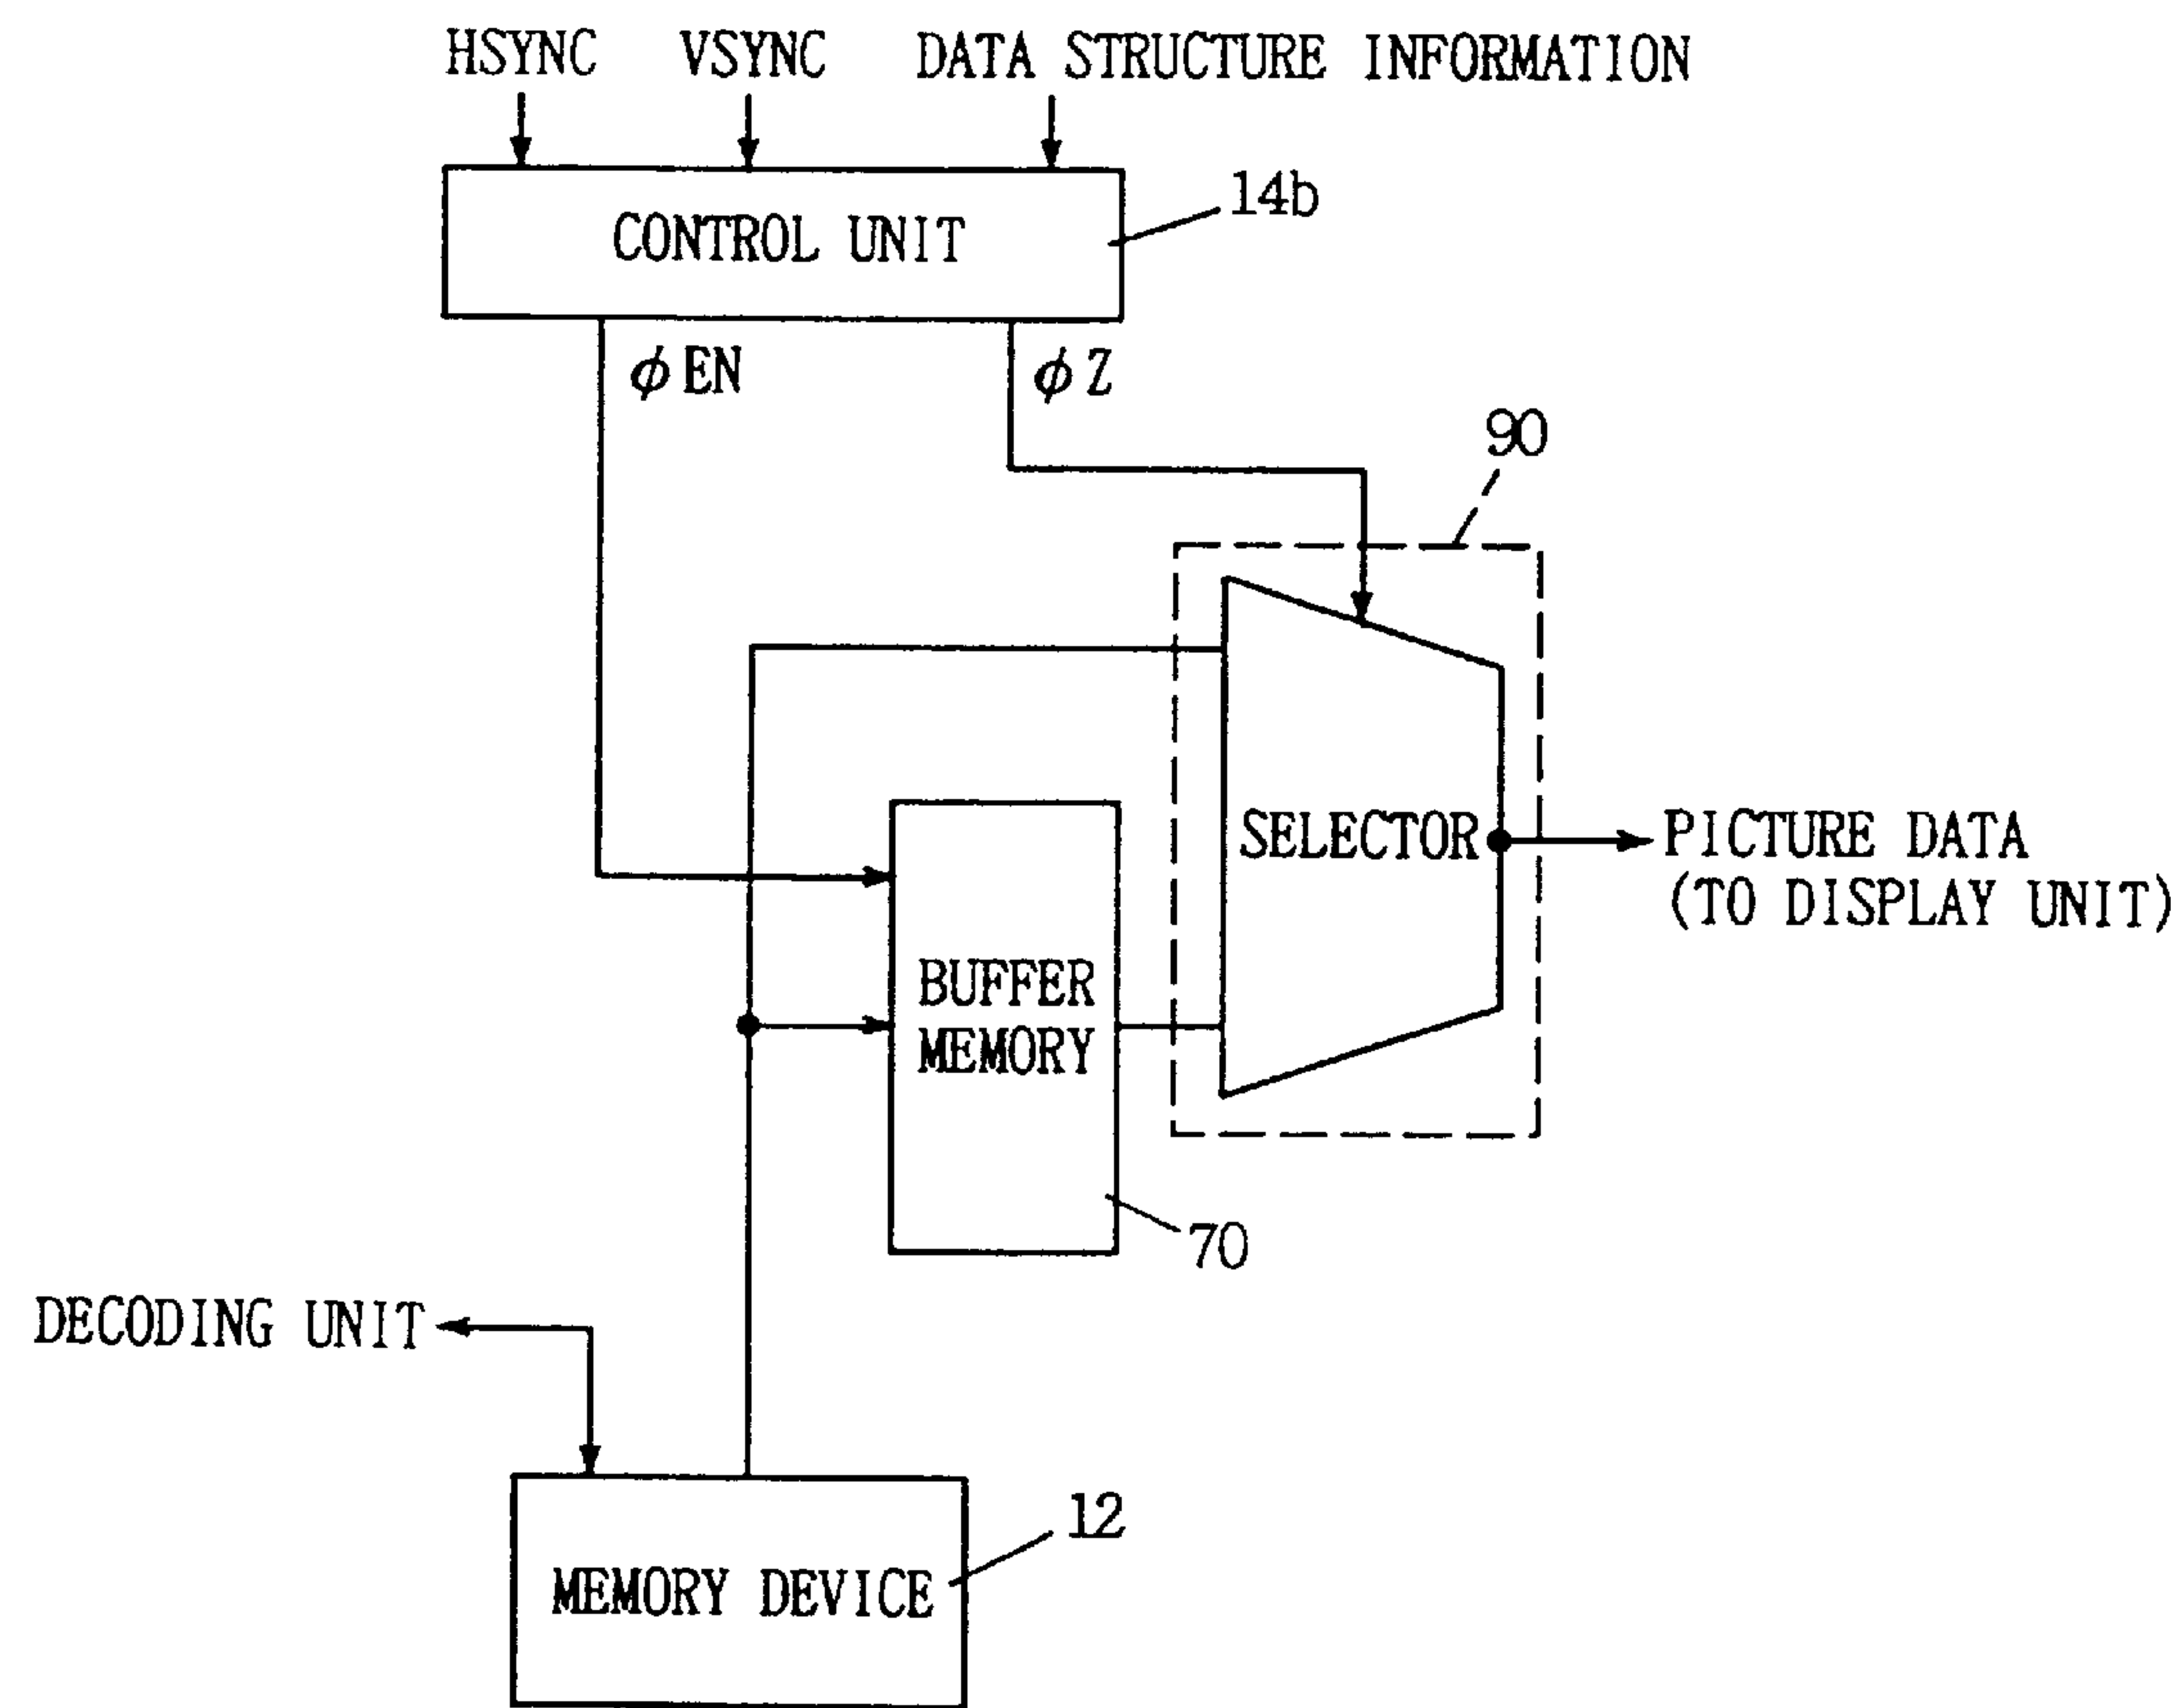 HSYNC VSYNC DATA STRUCTURE INFORMATION
14b
CONTROL UNIT
φEN
φZ
90
SELECTOR
PICTURE DATA
(TO DISPLAY UNIT)
BUFFER
MEMORY
70
DECODING UNIT
12
MEMORY DEVICE